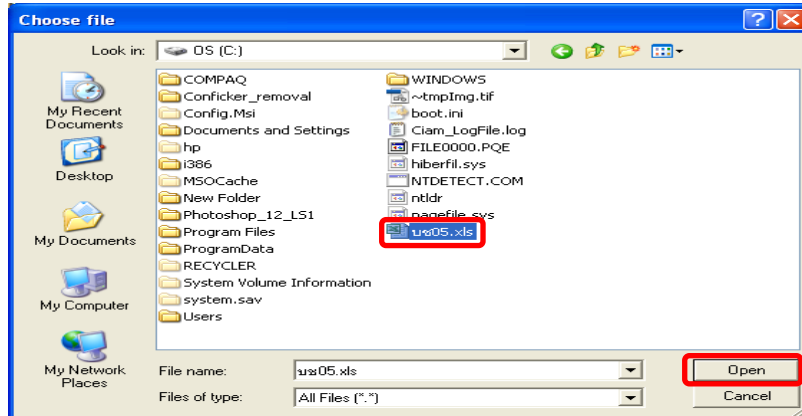 Choose file
Look in:
OS (C:)
My Recent
Documents
Desktop
My Documents
My Computer
My Network
Places
COMPAQ
Conficker_removal
Config.Msi
Documents and Settings
hp
i386
MSOCache
New Folder
Photoshop_12_LS1
Program Files
ProgramData
RECYCLER
System Volume Information
system.sav
Users
WINDOWS
~tmpImg.tif
boot.ini
Ciam_LogFile.log
FILE0000.PQE
hiberfil.sys
NTDETECT.COM
ntldr
pagefile.sys
บช05.xls
File name:
บช05.xls
Open
Files of type:
All Files (*.*)
Cancel